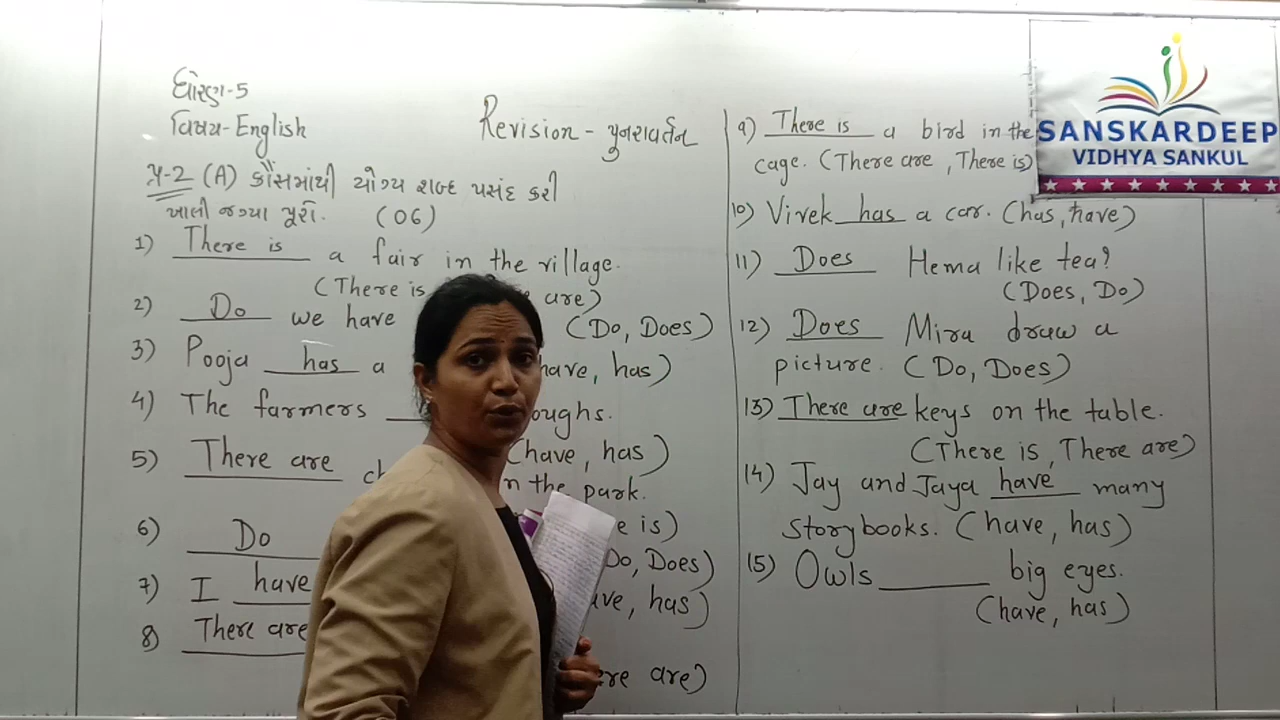 ધોરણ-5
વિષય-English
Revision - પુનરાવર્તન
પ્ર-2 (A) કૌંસમાંથી યોગ્ય શબ્દ પસંદ કરી
ખાલી જગ્યા પૂરો. (06)
1) There is a fair in the village.
(There is are)
2) Do we have
(Do, Does)
3) Pooja has a have, has)
4) The farmers oughs.
(have, has)
5) There are n the park.
e is)
6) Do
Do, Does)
7) I have
ave, has)
8) There are
ere are)
9) There is a bird in the
cage. (There are, There is)
10) Vivek has a car. (has, have)
11) Does Hema like tea?
(Does, Do)
12) Does Mira draw a
picture. (Do, Does)
13) There are keys on the table.
(There is, There are)
14) Jay and Jaya have many
storybooks. (have, has)
15) Owls big eyes.
(have, has)
SANSKARDEEP
VIDHYA SANKUL